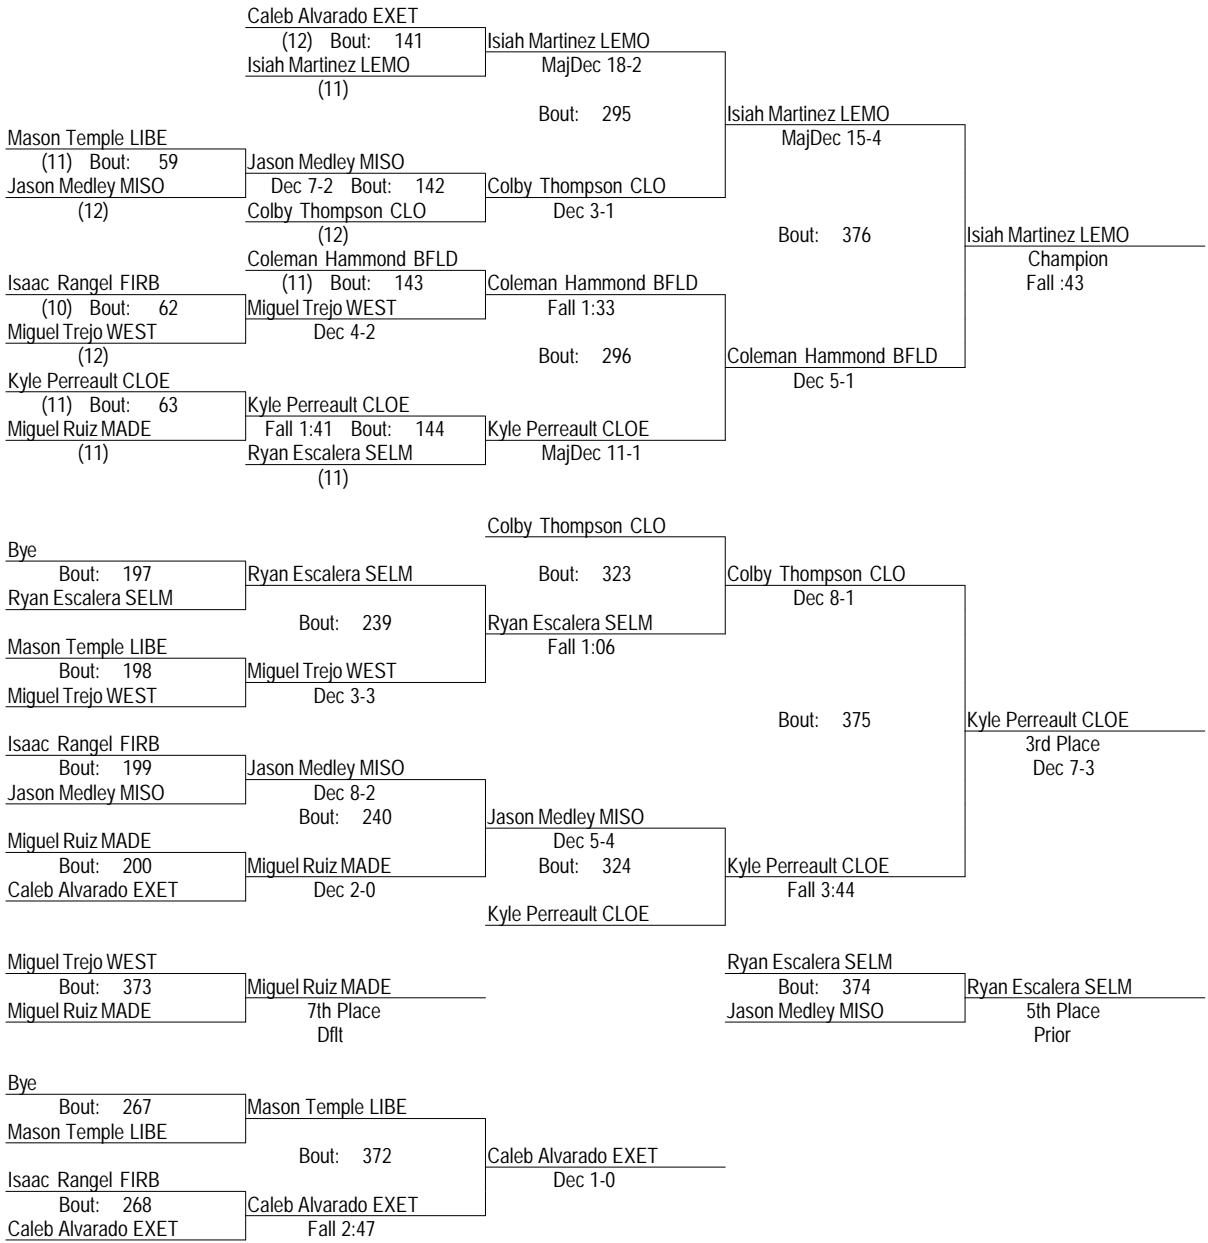 Caleb Alvarado EXET
(12) Bout: 141 Isiah Martinez LEMO
Isiah Martinez LEMO MajDec 18-2
(11)
Bout: 295 Isiah Martinez LEMO
Mason Temple LIBE MajDec 15-4
(11) Bout: 59 Jason Medley MISO
Jason Medley MISO Dec 7-2 Bout: 142 Colby Thompson CLO
(12) Colby Thompson CLO Dec 3-1
(12) Bout: 376 Isiah Martinez LEMO
Coleman Hammond BFLD Champion
Isaac Rangel FIRB (11) Bout: 143 Coleman Hammond BFLD Fall :43
(10) Bout: 62 Miguel Trejo WEST Fall 1:33
Miguel Trejo WEST Dec 4-2
(12) Bout: 296 Coleman Hammond BFLD
Kyle Perreault CLOE Dec 5-1
(11) Bout: 63 Kyle Perreault CLOE
Miguel Ruiz MADE Fall 1:41 Bout: 144 Kyle Perreault CLOE
(11) Ryan Escalera SELM MajDec 11-1
(11)
Colby Thompson CLO
Bye
Bout: 197 Ryan Escalera SELM Bout: 323 Colby Thompson CLO
Ryan Escalera SELM Dec 8-1
Bout: 239 Ryan Escalera SELM
Mason Temple LIBE Fall 1:06
Bout: 198 Miguel Trejo WEST
Miguel Trejo WEST Dec 3-3
Bout: 375 Kyle Perreault CLOE
Isaac Rangel FIRB 3rd Place
Bout: 199 Jason Medley MISO Dec 7-3
Jason Medley MISO Dec 8-2
Bout: 240 Jason Medley MISO
Miguel Ruiz MADE Dec 5-4
Bout: 200 Miguel Ruiz MADE Bout: 324 Kyle Perreault CLOE
Caleb Alvarado EXET Dec 2-0 Fall 3:44
Kyle Perreault CLOE
Miguel Trejo WEST Ryan Escalera SELM
Bout: 373 Miguel Ruiz MADE Bout: 374 Ryan Escalera SELM
Miguel Ruiz MADE 7th Place Jason Medley MISO 5th Place
Dflt Prior
Bye
Bout: 267 Mason Temple LIBE
Mason Temple LIBE
Bout: 372 Caleb Alvarado EXET
Isaac Rangel FIRB Dec 1-0
Bout: 268 Caleb Alvarado EXET
Caleb Alvarado EXET Fall 2:47